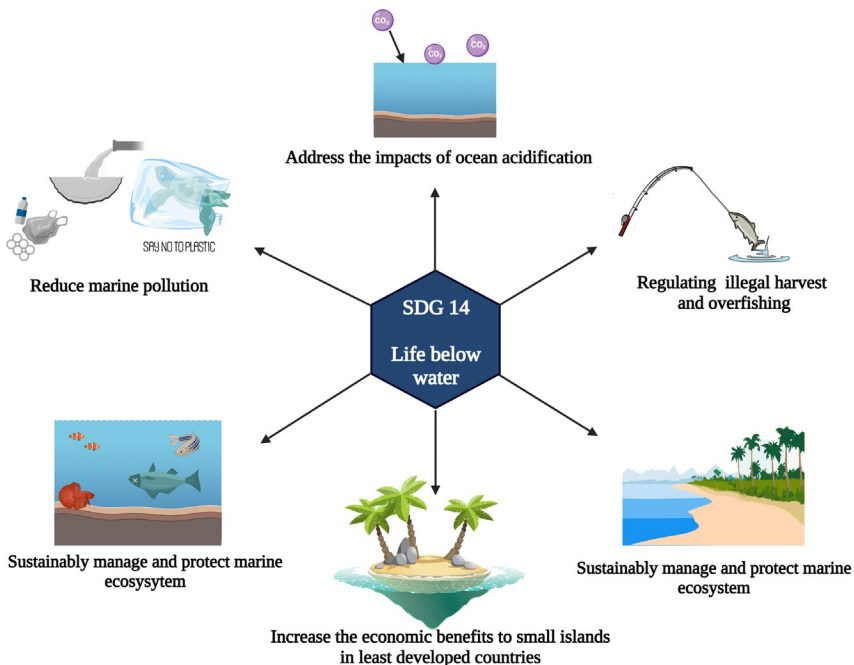 CO₂
CO₂
CO₂
Address the impacts of ocean acidification
SAY NO TO PLASTIC
Reduce marine pollution
Regulating illegal harvest
and overfishing
SDG 14
Life below
water
Sustainably manage and protect marine
ecosysytem
Sustainably manage and protect marine
ecosystem
Increase the economic benefits to small islands
in least developed countries